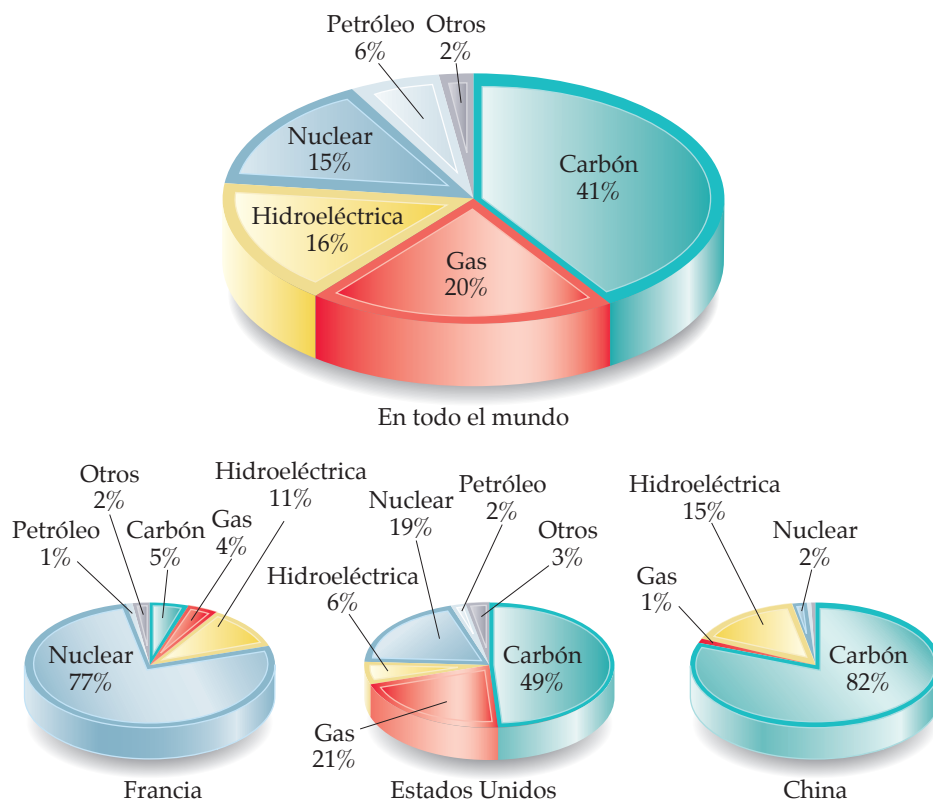 Petróleo
6%
Otros
2%
Nuclear
15%
Carbón
41%
Hidroeléctrica
16%
Gas
20%
En todo el mundo
Otros
2%
Hidroeléctrica
11%
Petróleo
1%
Carbón
5%
Gas
4%
Nuclear
77%
Francia
Nuclear
19%
Petróleo
2%
Otros
3%
Hidroeléctrica
6%
Carbón
49%
Gas
21%
Estados Unidos
Hidroeléctrica
15%
Nuclear
2%
Gas
1%
Carbón
82%
China